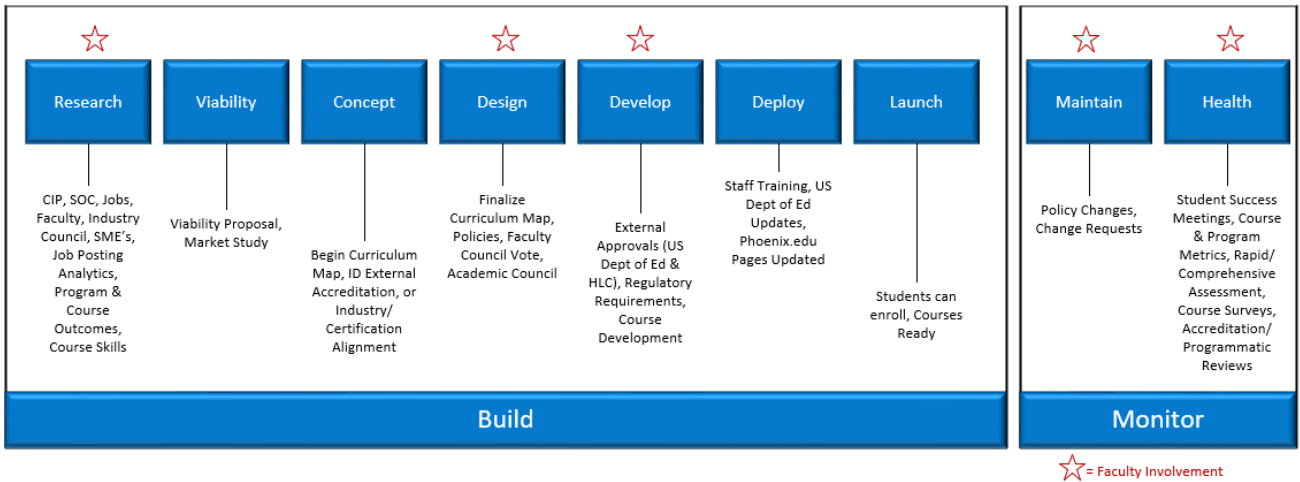 Research
Viability
Concept
Design
Develop
Deploy
Launch
Maintain
Health
CIP, SOC, Jobs,
Faculty, Industry
Council, SME's,
Job Posting
Analytics,
Program &
Course
Outcomes,
Course Skills
Viability Proposal,
Market Study
Begin Curriculum
Map, ID External
Accreditation, or
Industry/
Certification
Alignment
Finalize
Curriculum Map,
Policies, Faculty
Council Vote,
Academic Council
External
Approvals (US
Dept of Ed &
HLC), Regulatory
Requirements,
Course
Development
Staff Training, US
Dept of Ed
Updates,
Phoenix.edu
Pages Updated
Students can
enroll, Courses
Ready
Policy Changes,
Change Requests
Student Success
Meetings, Course
& Program
Metrics, Rapid/
Comprehensive
Assessment,
Course Surveys,
Accreditation/
Programmatic
Reviews
Build
Monitor
= Faculty Involvement